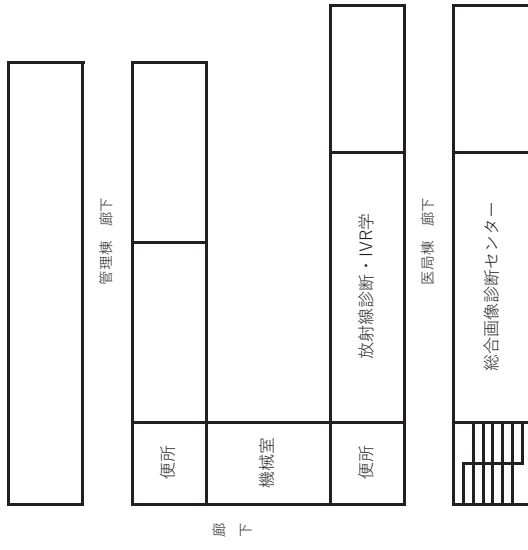 管理棟　廊下
便所
機械室
廊　下
放射線診断・IVR学
便所
医局棟　廊下
総合画像診断センター